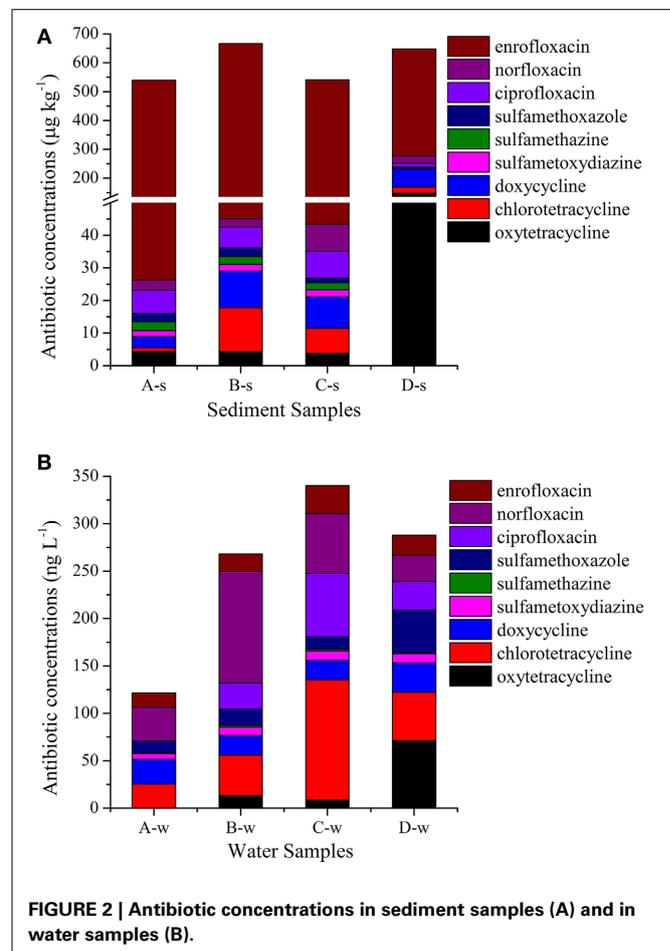 A
Antibiotic concentrations (μg kg⁻¹)
700
600
500
400
300
200
40
30
20
10
0
A-s B-s C-s D-s
Sediment Samples
enrofloxacin
norfloxacin
ciprofloxacin
sulfamethoxazole
sulfamethazine
sulfametoxydiazine
doxycycline
chlorotetracycline
oxytetracycline
B
Antibiotic concentrations (ng L⁻¹)
350
300
250
200
150
100
50
0
A-w B-w C-w D-w
Water Samples
enrofloxacin
norfloxacin
ciprofloxacin
sulfamethoxazole
sulfamethazine
sulfametoxydiazine
doxycycline
chlorotetracycline
oxytetracycline
FIGURE 2 | Antibiotic concentrations in sediment samples (A) and in
water samples (B).